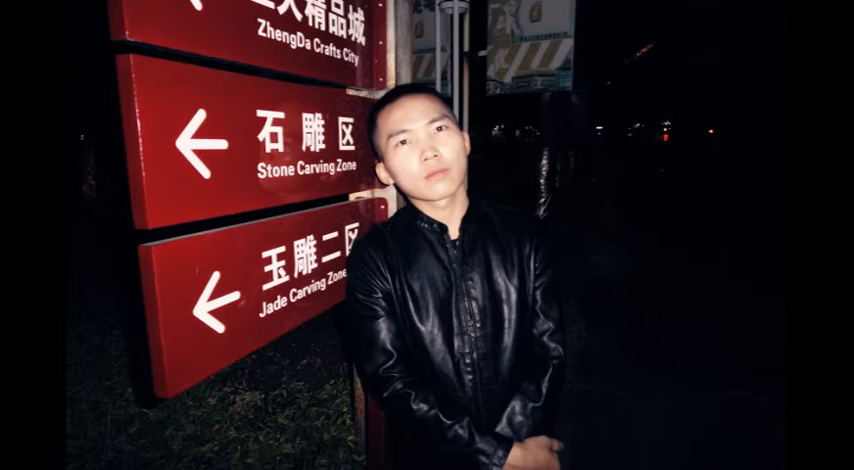 大精品城
ZhengDa Crafts City
石雕区
Stone Carving Zone
玉雕二区
Jade Carving Zone